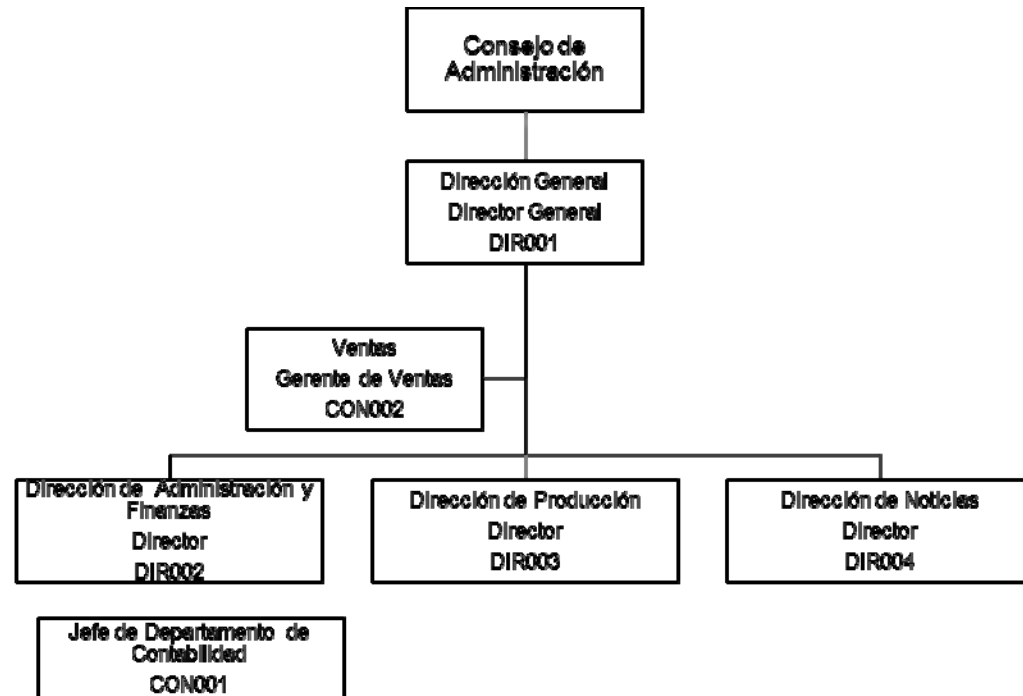 Consejo de
Administración
Dirección General
Director General
DIR001
Ventas
Gerente de Ventas
CON002
Dirección de Administración y
Finanzas
Director
DIR002
Dirección de Producción
Director
DIR003
Dirección de Noticias
Director
DIR004
Jefe de Departamento de
Contabilidad
CON001